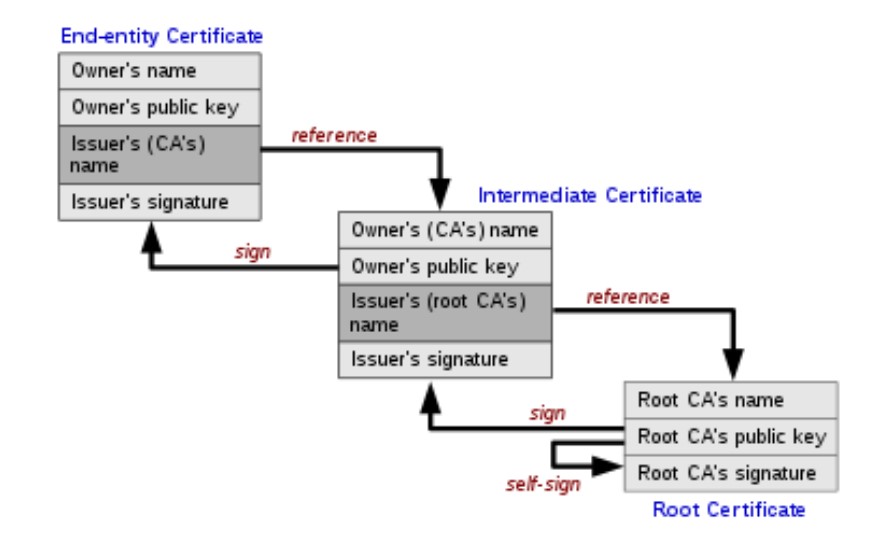 End-entity Certificate
Owner's name
Owner's public key
Issuer's (CA's)
name
Issuer's signature
reference
sign
Intermediate Certificate
Owner's (CA's) name
Owner's public key
Issuer's (root CA's)
name
Issuer's signature
reference
sign
self-sign
Root CA's name
Root CA's public key
Root CA's signature
Root Certificate